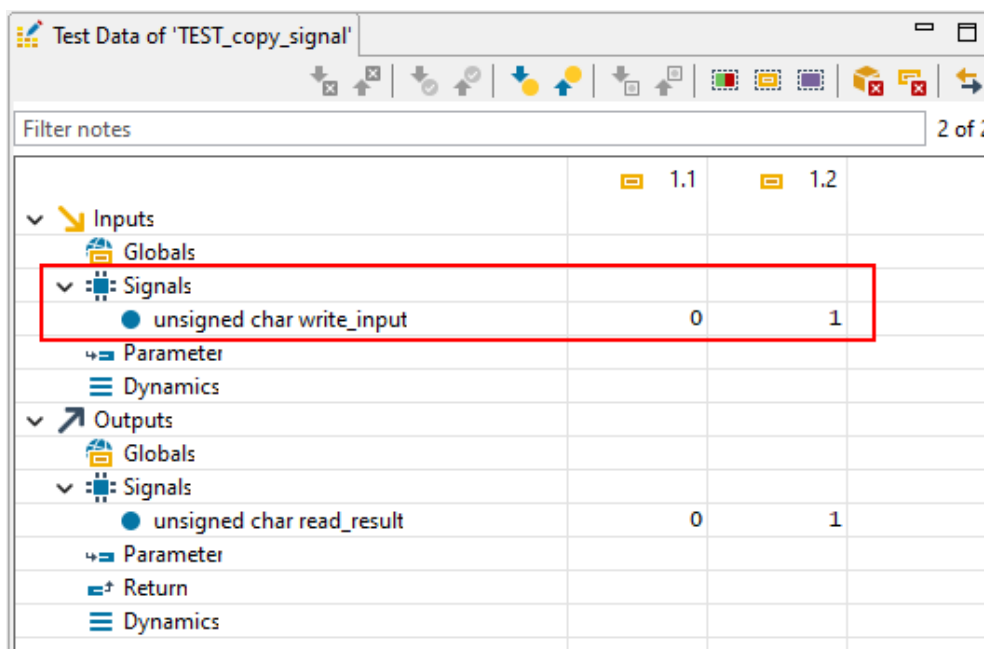 Test Data of 'TEST_copy_signal'
Filter notes
2 of
1.1 1.2
Inputs
Globals
Signals
unsigned char write_input 0 1
Parameter
Dynamics
Outputs
Globals
Signals
unsigned char read_result 0 1
Parameter
Return
Dynamics